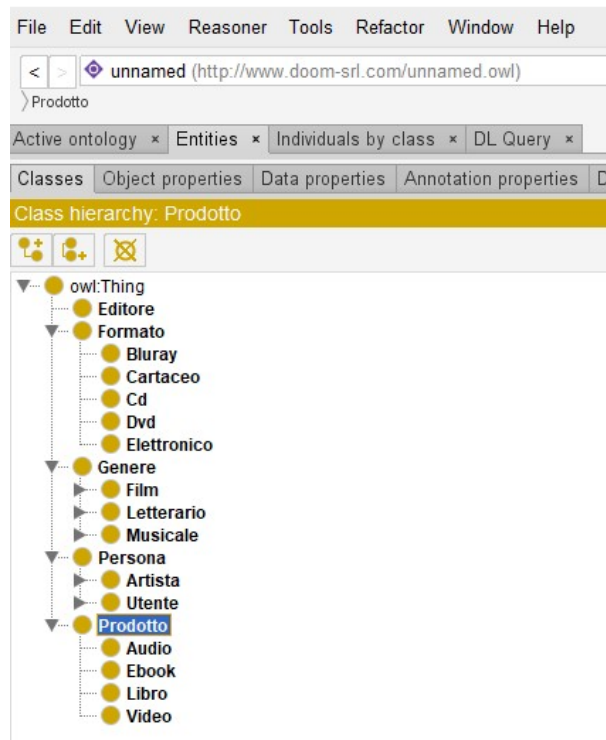 File Edit View Reasoner Tools Refactor Window Help
< > unnamed (http://www.doom-srl.com/unnamed.owl)
Prodotto
Active ontology × Entities × Individuals by class × DL Query ×
Classes Object properties Data properties Annotation properties D
Class hierarchy: Prodotto
owl:Thing
Editore
Formato
Bluray
Cartaceo
Cd
Dvd
Elettronico
Genere
Film
Letterario
Musicale
Persona
Artista
Utente
Prodotto
Audio
Ebook
Libro
Video